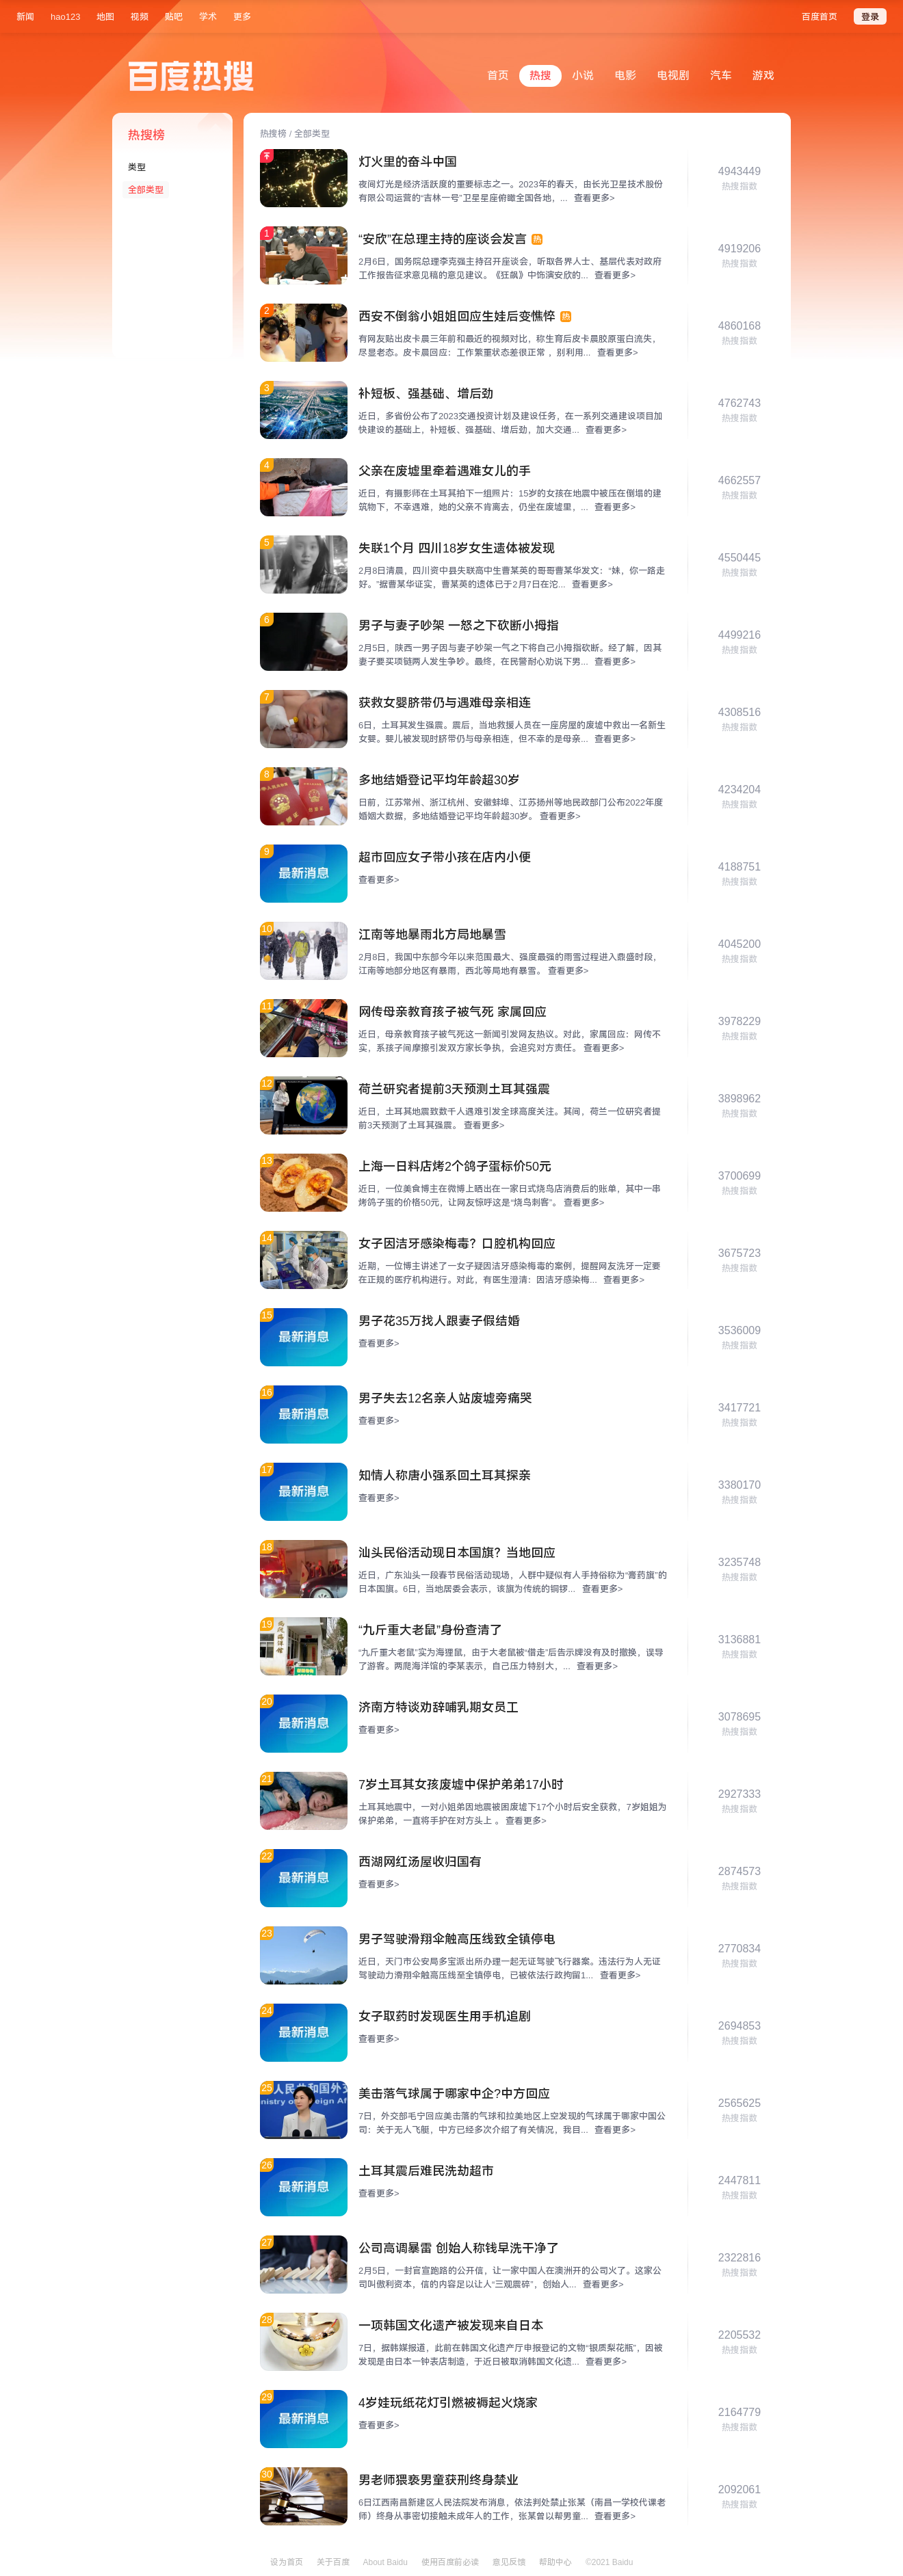 新闻 hao123 地图 视频 贴吧 学术 更多 百度首页 登录
百度热搜
首页 热搜 小说 电影 电视剧 汽车 游戏
热搜榜
类型
全部类型
热搜榜 / 全部类型
灯火里的奋斗中国
夜间灯光是经济活跃度的重要标志之一。2023年的春天，由长光卫星技术股份
有限公司运营的“吉林一号”卫星星座俯瞰全国各地，... 查看更多>
4943449
热搜指数
1
“安欣”在总理主持的座谈会发言 热
2月6日，国务院总理李克强主持召开座谈会，听取各界人士、基层代表对政府
工作报告征求意见稿的意见建议。《狂飙》中饰演安欣的... 查看更多>
4919206
热搜指数
2
西安不倒翁小姐姐回应生娃后变憔悴 热
有网友贴出皮卡晨三年前和最近的视频对比，称生育后皮卡晨胶原蛋白流失，
尽显老态。皮卡晨回应：工作繁重状态差很正常 ，别利用... 查看更多>
4860168
热搜指数
3
补短板、强基础、增后劲
近日，多省份公布了2023交通投资计划及建设任务，在一系列交通建设项目加
快建设的基础上，补短板、强基础、增后劲，加大交通... 查看更多>
4762743
热搜指数
4
父亲在废墟里牵着遇难女儿的手
近日，有摄影师在土耳其拍下一组照片：15岁的女孩在地震中被压在倒塌的建
筑物下，不幸遇难，她的父亲不肯离去，仍坐在废墟里，... 查看更多>
4662557
热搜指数
5
失联1个月 四川18岁女生遗体被发现
2月8日清晨，四川资中县失联高中生曹某英的哥哥曹某华发文：“妹，你一路走
好。”据曹某华证实，曹某英的遗体已于2月7日在沱... 查看更多>
4550445
热搜指数
6
男子与妻子吵架 一怒之下砍断小拇指
2月5日，陕西一男子因与妻子吵架一气之下将自己小拇指砍断。经了解，因其
妻子要买项链两人发生争吵。最终，在民警耐心劝说下男... 查看更多>
4499216
热搜指数
7
获救女婴脐带仍与遇难母亲相连
6日，土耳其发生强震。震后，当地救援人员在一座房屋的废墟中救出一名新生
女婴。婴儿被发现时脐带仍与母亲相连，但不幸的是母亲... 查看更多>
4308516
热搜指数
8
多地结婚登记平均年龄超30岁
日前，江苏常州、浙江杭州、安徽蚌埠、江苏扬州等地民政部门公布2022年度
婚姻大数据，多地结婚登记平均年龄超30岁。 查看更多>
4234204
热搜指数
9
最新消息
超市回应女子带小孩在店内小便
查看更多>
4188751
热搜指数
10
江南等地暴雨北方局地暴雪
2月8日，我国中东部今年以来范围最大、强度最强的雨雪过程进入鼎盛时段，
江南等地部分地区有暴雨，西北等局地有暴雪。 查看更多>
4045200
热搜指数
11
网传母亲教育孩子被气死 家属回应
近日，母亲教育孩子被气死这一新闻引发网友热议。对此，家属回应：网传不
实，系孩子间摩擦引发双方家长争执，会追究对方责任。 查看更多>
3978229
热搜指数
12
荷兰研究者提前3天预测土耳其强震
近日，土耳其地震致数千人遇难引发全球高度关注。其间，荷兰一位研究者提
前3天预测了土耳其强震。 查看更多>
3898962
热搜指数
13
上海一日料店烤2个鸽子蛋标价50元
近日，一位美食博主在微博上晒出在一家日式烧鸟店消费后的账单，其中一串
烤鸽子蛋的价格50元，让网友惊呼这是“烧鸟刺客”。 查看更多>
3700699
热搜指数
14
女子因洁牙感染梅毒？口腔机构回应
近期，一位博主讲述了一女子疑因洁牙感染梅毒的案例，提醒网友洗牙一定要
在正规的医疗机构进行。对此，有医生澄清：因洁牙感染梅... 查看更多>
3675723
热搜指数
15
最新消息
男子花35万找人跟妻子假结婚
查看更多>
3536009
热搜指数
16
最新消息
男子失去12名亲人站废墟旁痛哭
查看更多>
3417721
热搜指数
17
最新消息
知情人称唐小强系回土耳其探亲
查看更多>
3380170
热搜指数
18
汕头民俗活动现日本国旗？当地回应
近日，广东汕头一段春节民俗活动现场，人群中疑似有人手持俗称为“膏药旗”的
日本国旗。6日，当地居委会表示，该旗为传统的铜锣... 查看更多>
3235748
热搜指数
19
“九斤重大老鼠”身份查清了
“九斤重大老鼠”实为海狸鼠，由于大老鼠被“借走”后告示牌没有及时撤换，误导
了游客。两爬海洋馆的李某表示，自己压力特别大，... 查看更多>
3136881
热搜指数
20
最新消息
济南方特谈劝辞哺乳期女员工
查看更多>
3078695
热搜指数
21
7岁土耳其女孩废墟中保护弟弟17小时
土耳其地震中，一对小姐弟因地震被困废墟下17个小时后安全获救，7岁姐姐为
保护弟弟，一直将手护在对方头上 。 查看更多>
2927333
热搜指数
22
最新消息
西湖网红汤屋收归国有
查看更多>
2874573
热搜指数
23
男子驾驶滑翔伞触高压线致全镇停电
近日，天门市公安局多宝派出所办理一起无证驾驶飞行器案。违法行为人无证
驾驶动力滑翔伞触高压线至全镇停电，已被依法行政拘留1... 查看更多>
2770834
热搜指数
24
最新消息
女子取药时发现医生用手机追剧
查看更多>
2694853
热搜指数
25
美击落气球属于哪家中企?中方回应
7日，外交部毛宁回应美击落的气球和拉美地区上空发现的气球属于哪家中国公
司：关于无人飞艇，中方已经多次介绍了有关情况，我目... 查看更多>
2565625
热搜指数
26
最新消息
土耳其震后难民洗劫超市
查看更多>
2447811
热搜指数
27
公司高调暴雷 创始人称钱早洗干净了
2月5日，一封官宣跑路的公开信，让一家中国人在澳洲开的公司火了。这家公
司叫傲利资本，信的内容足以让人“三观震碎”，创始人... 查看更多>
2322816
热搜指数
28
一项韩国文化遗产被发现来自日本
7日，据韩媒报道，此前在韩国文化遗产厅申报登记的文物“银质梨花瓶”，因被
发现是由日本一钟表店制造，于近日被取消韩国文化遗... 查看更多>
2205532
热搜指数
29
最新消息
4岁娃玩纸花灯引燃被褥起火烧家
查看更多>
2164779
热搜指数
30
男老师猥亵男童获刑终身禁业
6日江西南昌新建区人民法院发布消息，依法判处禁止张某（南昌一学校代课老
师）终身从事密切接触未成年人的工作，张某曾以帮男童... 查看更多>
2092061
热搜指数
设为首页 关于百度 About Baidu 使用百度前必读 意见反馈 帮助中心 ©2021 Baidu